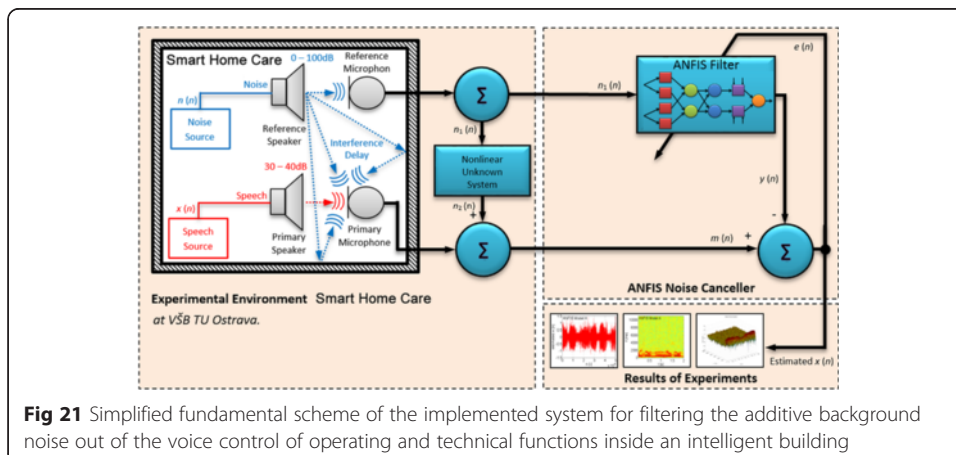 Smart Home Care
0 – 100dB
Reference
Microphon
Noise
n (n)
Noise
Source
Reference
Speaker
Interference
Delay
30 – 40dB
Speech
x (n)
Speech
Source
Primary
Speaker
Primary
Microphone
Experimental Environment Smart Home Care
at VŠB TU Ostrava.
Σ
n₁ (n)
Nonlinear
Unknown
System
n₂ (n)
+
Σ
e (n)
ANFIS Filter
n₁ (n)
y (n)
-
m (n)
+
Σ
ANFIS Noise Canceller
Estimated x (n)
Results of Experiments
Fig 21 Simplified fundamental scheme of the implemented system for filtering the additive background
noise out of the voice control of operating and technical functions inside an intelligent building